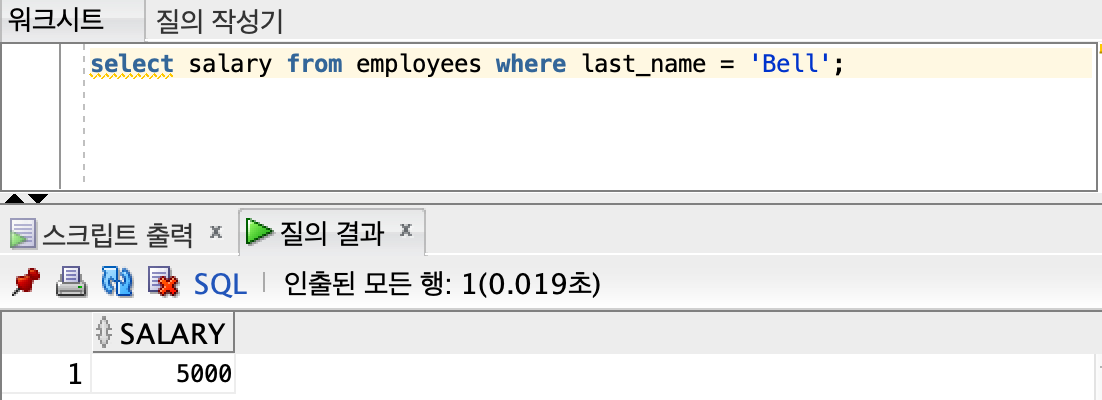 워크시트 질의 작성기
select salary from employees where last_name = 'Bell';
스크립트 출력 x 질의 결과 x
SQL 인출된 모든 행: 1(0.019초)
SALARY
1 5000